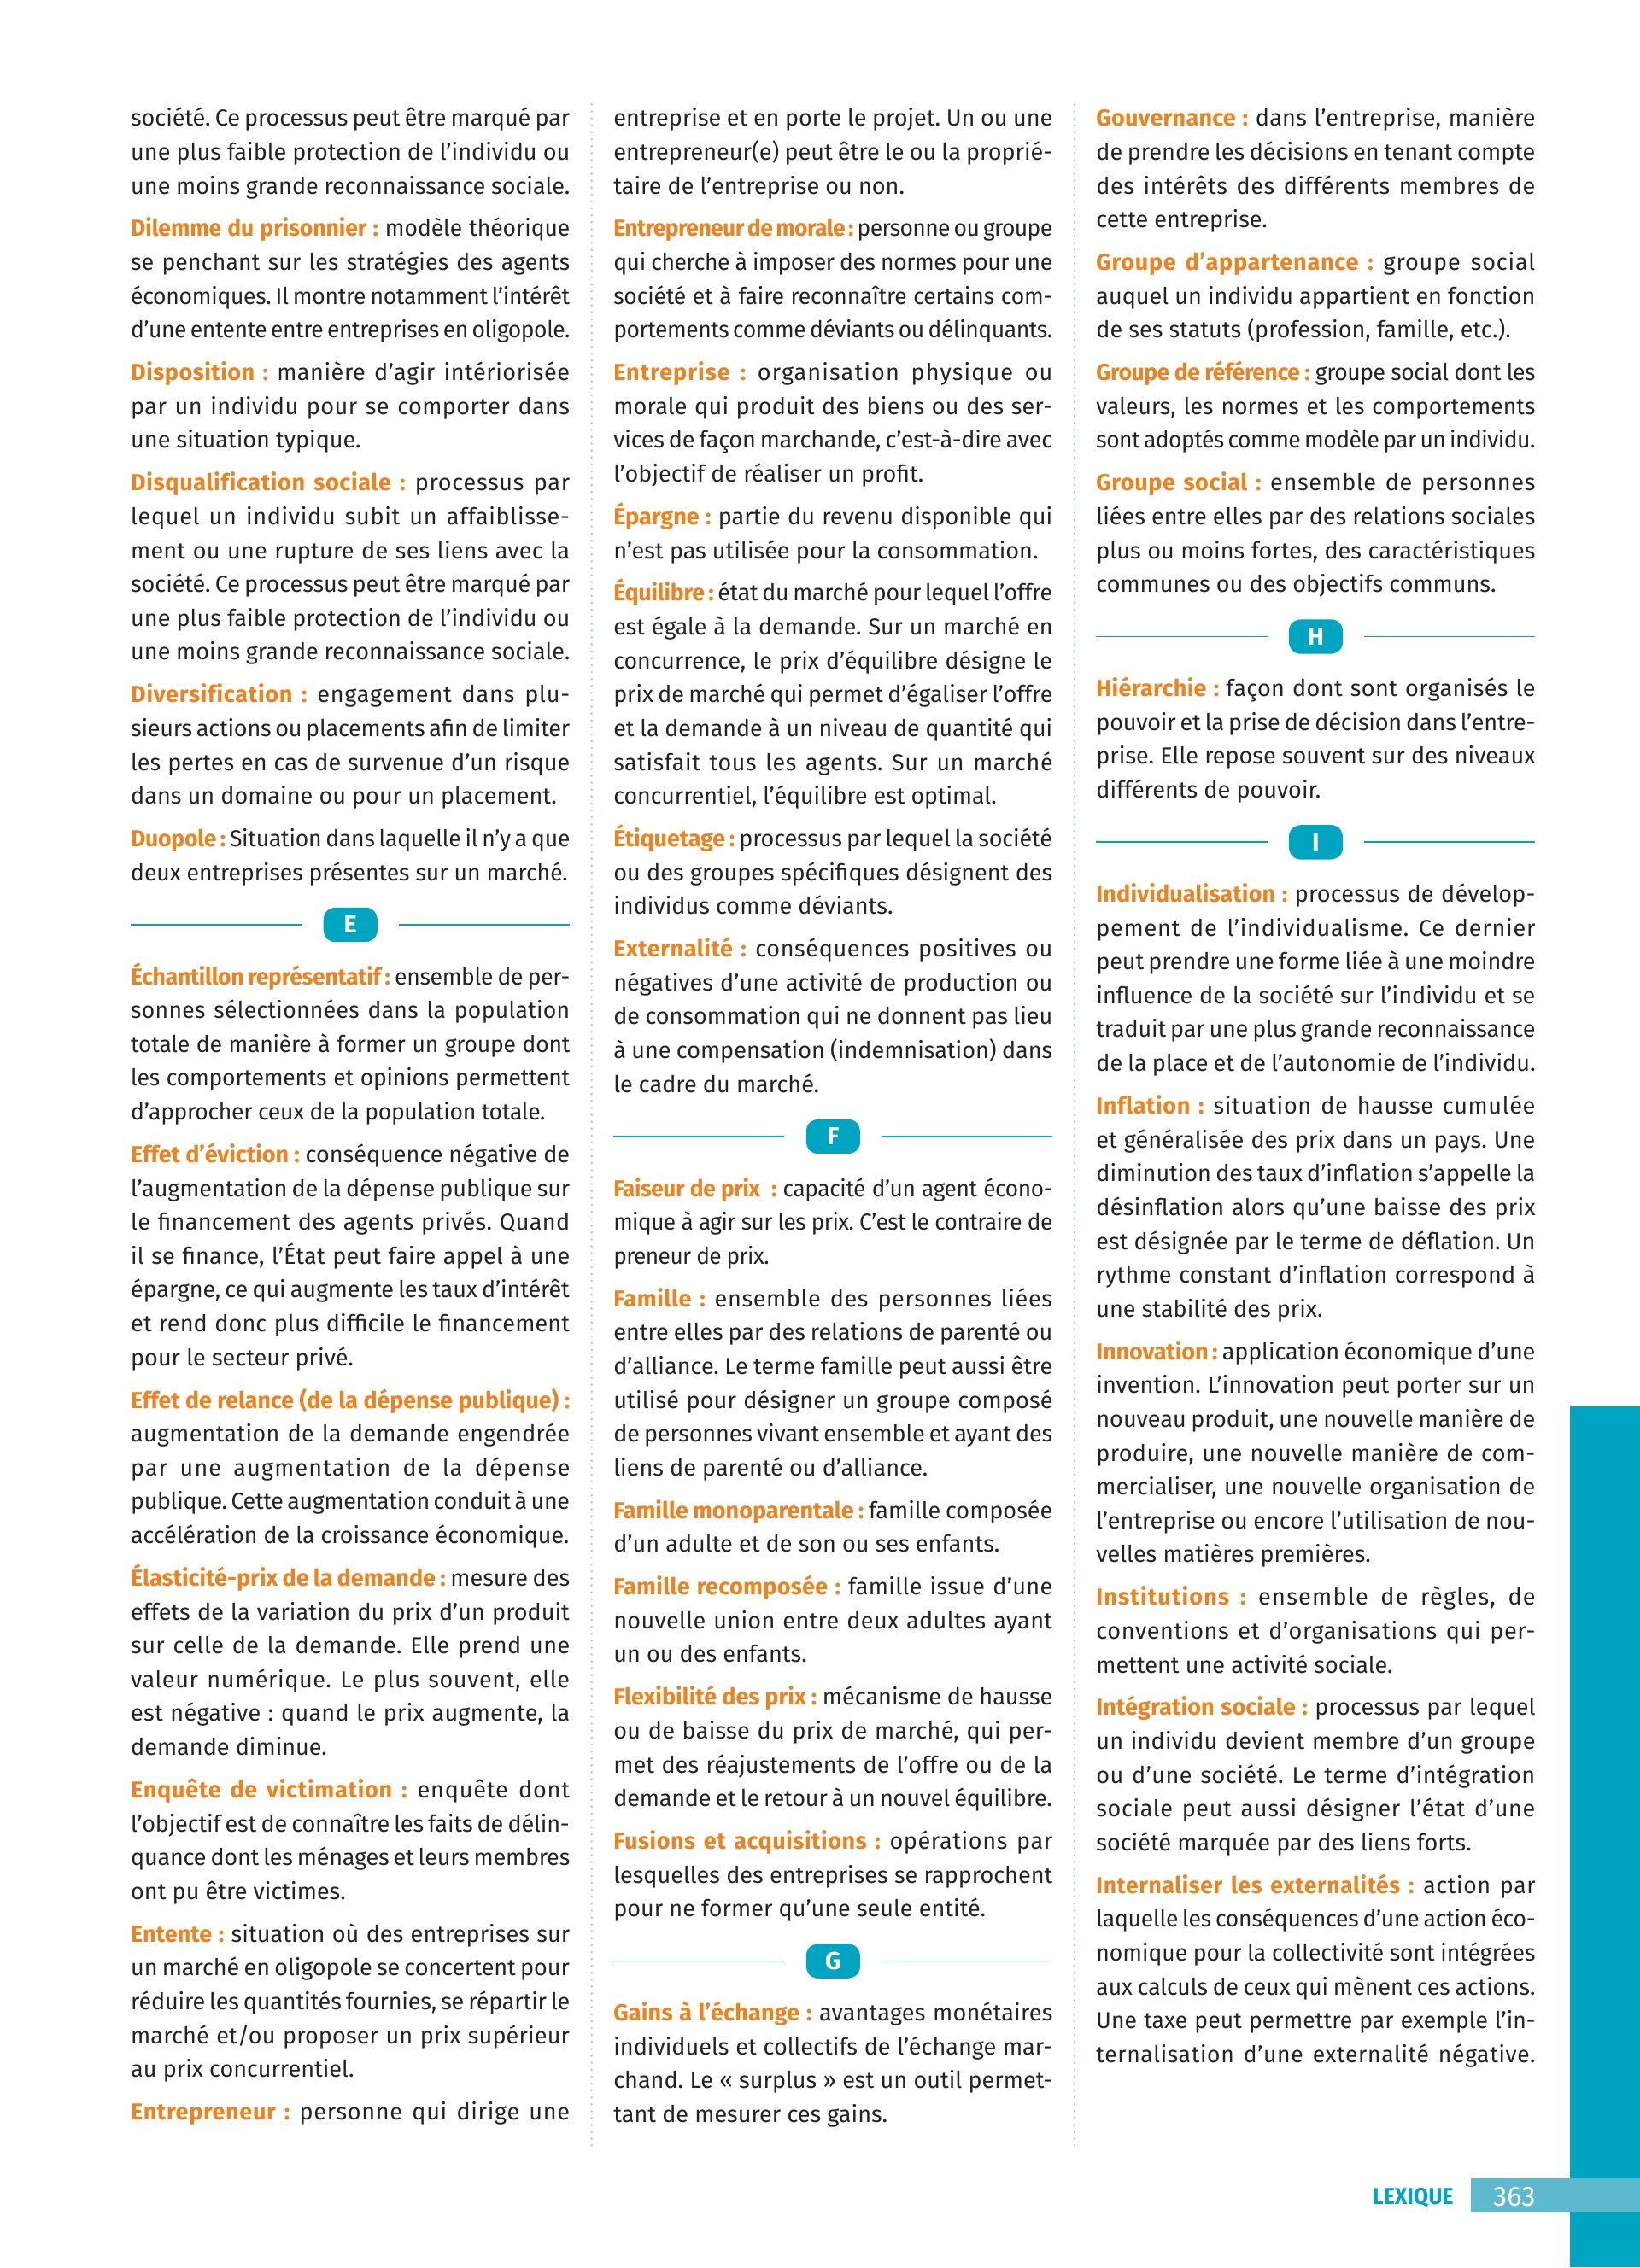 société. Ce processus peut être marqué par
une plus faible protection de l’individu ou
une moins grande reconnaissance sociale.
Dilemme du prisonnier : modèle théorique
se penchant sur les stratégies des agents
économiques. Il montre notamment l’intérêt
d’une entente entre entreprises en oligopole.
Disposition : manière d’agir intériorisée
par un individu pour se comporter dans
une situation typique.
Disqualification sociale : processus par
lequel un individu subit un affaiblisse-
ment ou une rupture de ses liens avec la
société. Ce processus peut être marqué par
une plus faible protection de l’individu ou
une moins grande reconnaissance sociale.
Diversification : engagement dans plu-
sieurs actions ou placements afin de limiter
les pertes en cas de survenue d’un risque
dans un domaine ou pour un placement.
Duopole : Situation dans laquelle il n’y a que
deux entreprises présentes sur un marché.
E
Échantillon représentatif : ensemble de per-
sonnes sélectionnées dans la population
totale de manière à former un groupe dont
les comportements et opinions permettent
d’approcher ceux de la population totale.
Effet d’éviction : conséquence négative de
l’augmentation de la dépense publique sur
le financement des agents privés. Quand
il se finance, l’État peut faire appel à une
épargne, ce qui augmente les taux d’intérêt
et rend donc plus difficile le financement
pour le secteur privé.
Effet de relance (de la dépense publique) :
augmentation de la demande engendrée
par une augmentation de la dépense
publique. Cette augmentation conduit à une
accélération de la croissance économique.
Élasticité-prix de la demande : mesure des
effets de la variation du prix d’un produit
sur celle de la demande. Elle prend une
valeur numérique. Le plus souvent, elle
est négative : quand le prix augmente, la
demande diminue.
Enquête de victimation : enquête dont
l’objectif est de connaître les faits de délin-
quance dont les ménages et leurs membres
ont pu être victimes.
Entente : situation où des entreprises sur
un marché en oligopole se concertent pour
réduire les quantités fournies, se répartir le
marché et/ou proposer un prix supérieur
au prix concurrentiel.
Entrepreneur : personne qui dirige une
entreprise et en porte le projet. Un ou une
entrepreneur(e) peut être le ou la proprié-
taire de l’entreprise ou non.
Entrepreneur de morale : personne ou groupe
qui cherche à imposer des normes pour une
société et à faire reconnaître certains com-
portements comme déviants ou délinquants.
Entreprise : organisation physique ou
morale qui produit des biens ou des ser-
vices de façon marchande, c’est-à-dire avec
l’objectif de réaliser un profit.
Épargne : partie du revenu disponible qui
n’est pas utilisée pour la consommation.
Équilibre : état du marché pour lequel l’offre
est égale à la demande. Sur un marché en
concurrence, le prix d’équilibre désigne le
prix de marché qui permet d’égaliser l’offre
et la demande à un niveau de quantité qui
satisfait tous les agents. Sur un marché
concurrentiel, l’équilibre est optimal.
Étiquetage : processus par lequel la société
ou des groupes spécifiques désignent des
individus comme déviants.
Externalité : conséquences positives ou
négatives d’une activité de production ou
de consommation qui ne donnent pas lieu
à une compensation (indemnisation) dans
le cadre du marché.
F
Faiseur de prix : capacité d’un agent écono-
mique à agir sur les prix. C’est le contraire de
preneur de prix.
Famille : ensemble des personnes liées
entre elles par des relations de parenté ou
d’alliance. Le terme famille peut aussi être
utilisé pour désigner un groupe composé
de personnes vivant ensemble et ayant des
liens de parenté ou d’alliance.
Famille monoparentale : famille composée
d’un adulte et de son ou ses enfants.
Famille recomposée : famille issue d’une
nouvelle union entre deux adultes ayant
un ou des enfants.
Flexibilité des prix : mécanisme de hausse
ou de baisse du prix de marché, qui per-
met des réajustements de l’offre ou de la
demande et le retour à un nouvel équilibre.
Fusions et acquisitions : opérations par
lesquelles des entreprises se rapprochent
pour ne former qu’une seule entité.
G
Gains à l’échange : avantages monétaires
individuels et collectifs de l’échange mar-
chand. Le « surplus » est un outil permet-
tant de mesurer ces gains.
Gouvernance : dans l’entreprise, manière
de prendre les décisions en tenant compte
des intérêts des différents membres de
cette entreprise.
Groupe d’appartenance : groupe social
auquel un individu appartient en fonction
de ses statuts (profession, famille, etc.).
Groupe de référence : groupe social dont les
valeurs, les normes et les comportements
sont adoptés comme modèle par un individu.
Groupe social : ensemble de personnes
liées entre elles par des relations sociales
plus ou moins fortes, des caractéristiques
communes ou des objectifs communs.
H
Hiérarchie : façon dont sont organisés le
pouvoir et la prise de décision dans l’entre-
prise. Elle repose souvent sur des niveaux
différents de pouvoir.
I
Individualisation : processus de dévelop-
pement de l’individualisme. Ce dernier
peut prendre une forme liée à une moindre
influence de la société sur l’individu et se
traduit par une plus grande reconnaissance
de la place et de l’autonomie de l’individu.
Inflation : situation de hausse cumulée
et généralisée des prix dans un pays. Une
diminution des taux d’inflation s’appelle la
désinflation alors qu’une baisse des prix
est désignée par le terme de déflation. Un
rythme constant d’inflation correspond à
une stabilité des prix.
Innovation : application économique d’une
invention. L’innovation peut porter sur un
nouveau produit, une nouvelle manière de
produire, une nouvelle manière de com-
mercialiser, une nouvelle organisation de
l’entreprise ou encore l’utilisation de nou-
velles matières premières.
Institutions : ensemble de règles, de
conventions et d’organisations qui per-
mettent une activité sociale.
Intégration sociale : processus par lequel
un individu devient membre d’un groupe
ou d’une société. Le terme d’intégration
sociale peut aussi désigner l’état d’une
société marquée par des liens forts.
Internaliser les externalités : action par
laquelle les conséquences d’une action éco-
nomique pour la collectivité sont intégrées
aux calculs de ceux qui mènent ces actions.
Une taxe peut permettre par exemple l’in-
ternalisation d’une externalité négative.
LEXIQUE 363